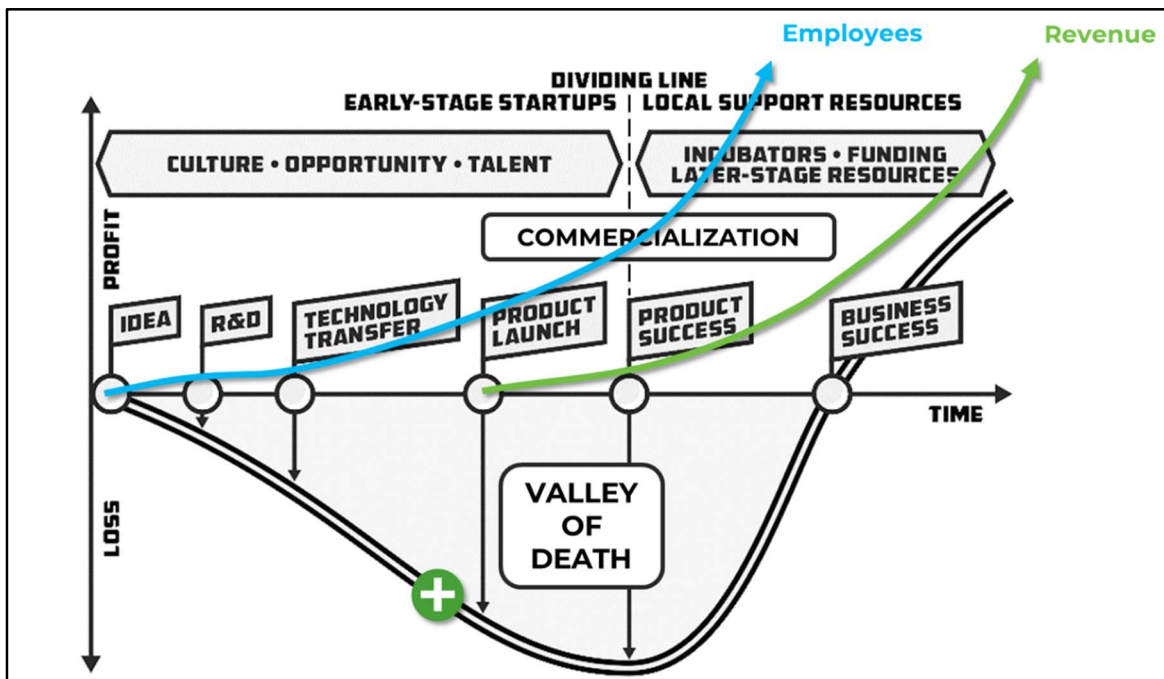 Employees
Revenue
DIVIDING LINE
EARLY-STAGE STARTUPS
LOCAL SUPPORT RESOURCES
CULTURE • OPPORTUNITY • TALENT
INCUBATORS • FUNDING
LATER-STAGE RESOURCES
COMMERCIALIZATION
PROFIT
IDEA
R&D
TECHNOLOGY
TRANSFER
PRODUCT
LAUNCH
PRODUCT
SUCCESS
BUSINESS
SUCCESS
TIME
LOSS
VALLEY
OF
DEATH